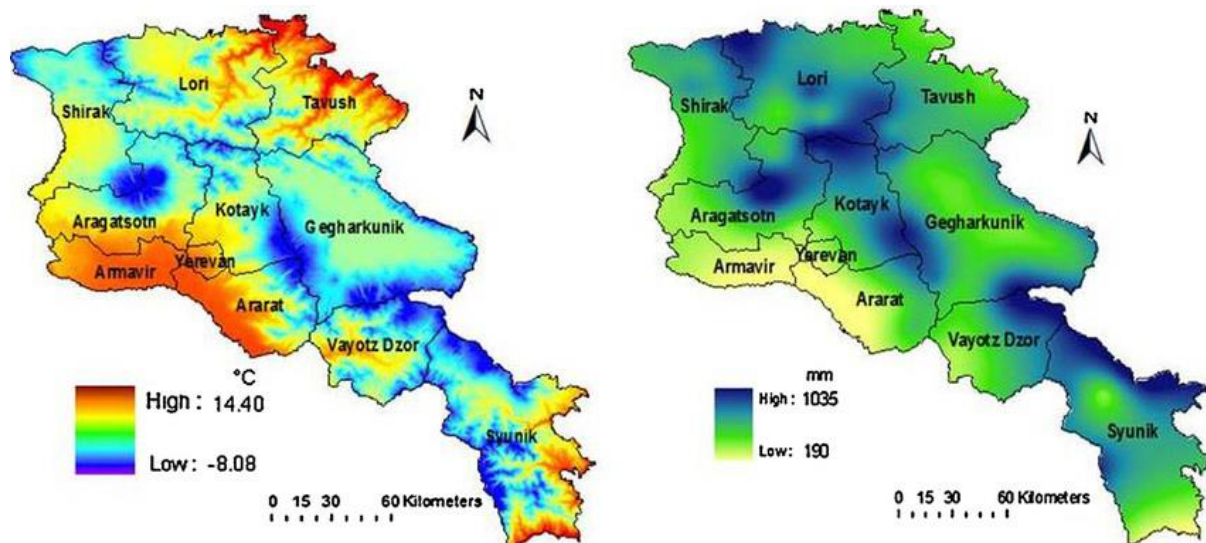 Lori
Tavush
Shirak
N
Aragatsotn
Kotayk
Gegharkunik
Armavir
Yerevan
Ararat
Vayotz Dzor
Syunik
°C
High : 14.40
Low : -8.08
0 15 30 60 Kilometers
Lori
Tavush
Shirak
N
Aragatsotn
Kotayk
Gegharkunik
Armavir
Yerevan
Ararat
Vayotz Dzor
Syunik
mm
High : 1035
Low : 190
0 15 30 60 Kilometers